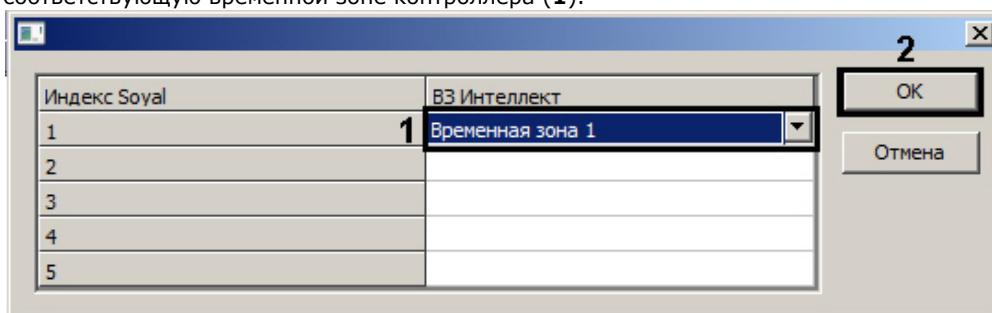 соответствующую временной зоне контроллера (1).
2
Индекс Soyal ВЗ Интеллект OK
1 1 Временная зона 1
Отмена
2
3
4
5